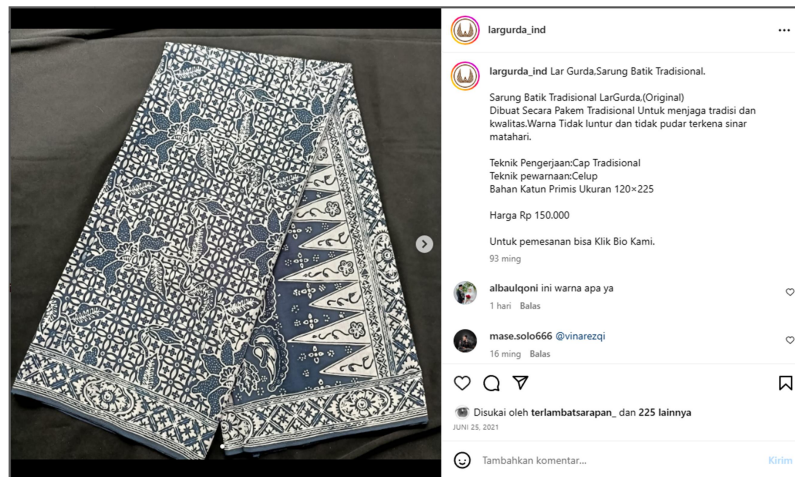 largurda_ind
largurda_ind Lar Gurda,Sarung Batik Tradisional.
Sarung Batik Tradisional LarGurda,(Original)
Dibuat Secara Pakem Tradisional Untuk menjaga tradisi dan
kwalitas.Warna Tidak luntur dan tidak pudar terkena sinar
matahari.
Teknik Pengerjaan:Cap Tradisional
Teknik pewarnaan:Celup
Bahan Katun Primis Ukuran 120×225
Harga Rp 150.000
Untuk pemesanan bisa Klik Bio Kami.
93 ming
albaulqoni ini warna apa ya
1 hari Balas
mase.solo666 @vinarezqi
16 ming Balas
Disukai oleh terlambatsarapan_ dan 225 lainnya
JUNI 25, 2021
Tambahkan komentar...
Kirim